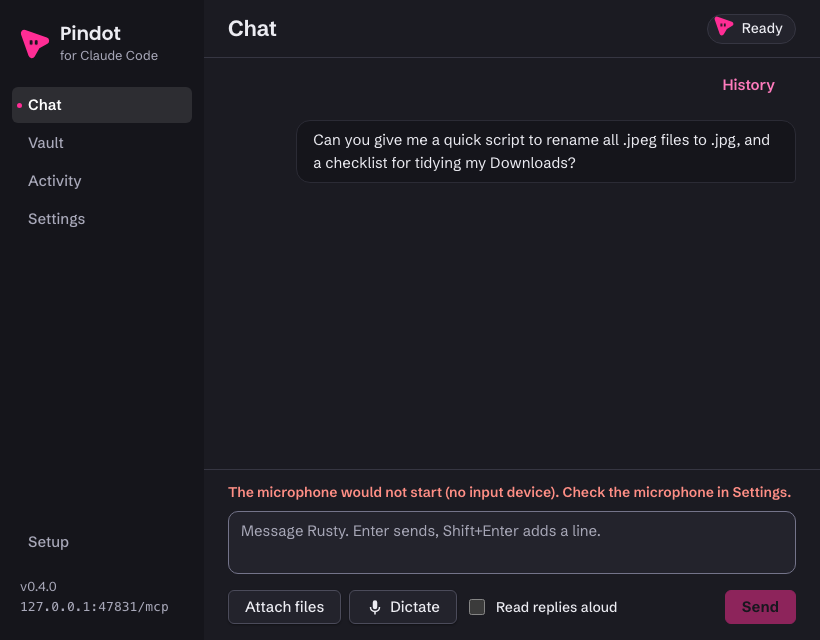 Pindot
for Claude Code
Chat
Vault
Activity
Settings
Setup
v0.4.0
127.0.0.1:47831/mcp
Chat
Ready
History
Can you give me a quick script to rename all .jpeg files to .jpg, and
a checklist for tidying my Downloads?
The microphone would not start (no input device). Check the microphone in Settings.
Message Rusty. Enter sends, Shift+Enter adds a line.
Attach files
Dictate
Read replies aloud
Send